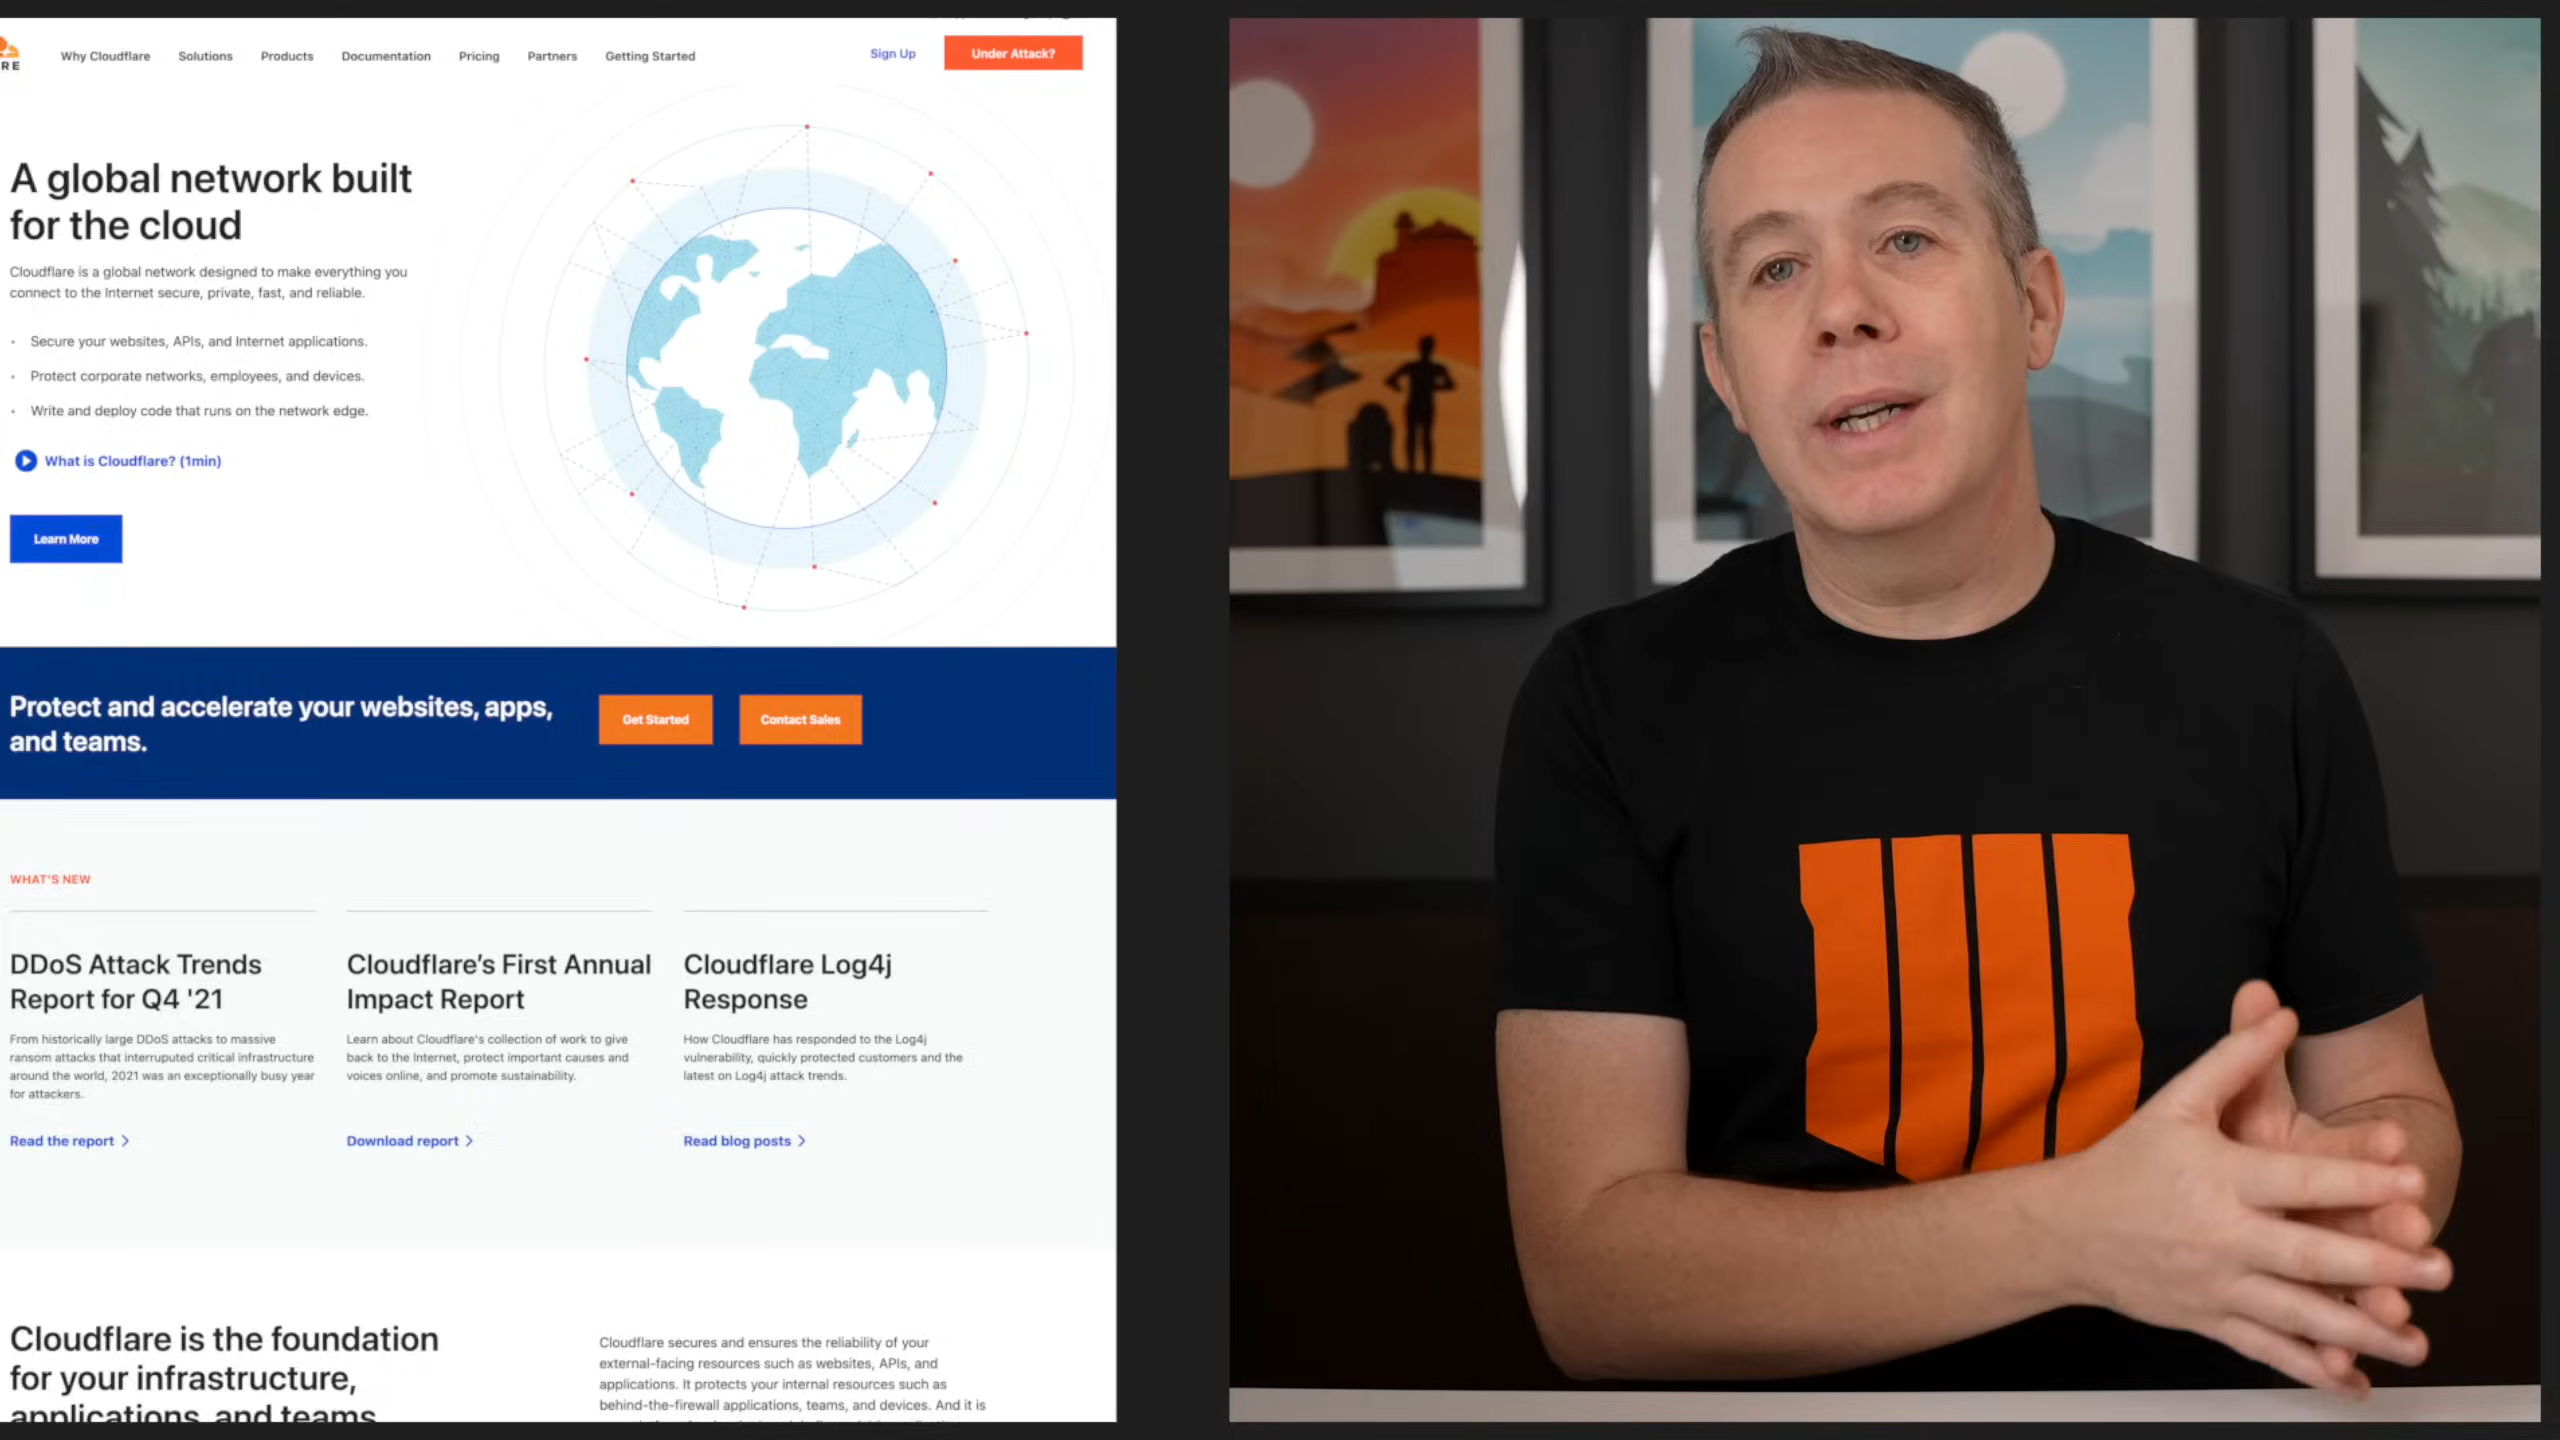 RE
Why Cloudflare Solutions Products Documentation Pricing Partners Getting Started Sign Up Under Attack?
A global network built
for the cloud
Cloudflare is a global network designed to make everything you
connect to the Internet secure, private, fast, and reliable.
Secure your websites, APIs, and Internet applications.
Protect corporate networks, employees, and devices.
Write and deploy code that runs on the network edge.
What is Cloudflare? (1min)
Learn More
Protect and accelerate your websites, apps,
and teams.
Get Started Contact Sales
WHAT'S NEW
DDoS Attack Trends
Report for Q4 '21
From historically large DDoS attacks to massive
ransom attacks that interruputed critical infrastructure
around the world, 2021 was an exceptionally busy year
for attackers.
Read the report
Cloudflare's First Annual
Impact Report
Learn about Cloudflare's collection of work to give
back to the Internet, protect important causes and
voices online, and promote sustainability.
Download report
Cloudflare Log4j
Response
How Cloudflare has responded to the Log4j
vulnerability, quickly protected customers and the
latest on Log4j attack trends.
Read blog posts
Cloudflare is the foundation
for your infrastructure,
applications, and teams
Cloudflare secures and ensures the reliability of your
external-facing resources such as websites, APIs, and
applications. It protects your internal resources such as
behind-the-firewall applications, teams, and devices. And it is